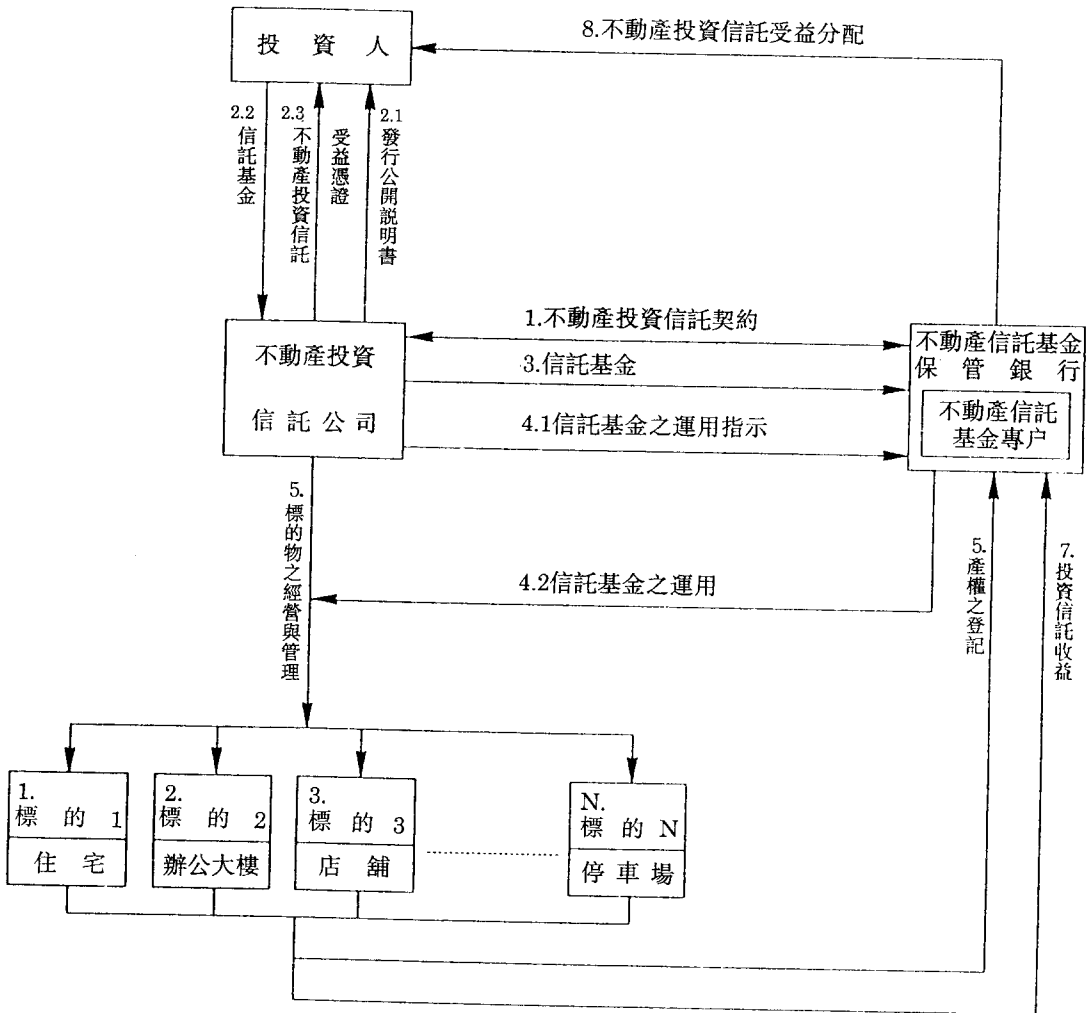 8.不動產投資信託受益分配
投資人
2.2
信託基金
2.3
不動產投資信託
受益憑證
2.1
發行公開説明書
1.不動產投資信託契約
不動產投資
信託公司
3.信託基金
4.1信託基金之運用指示
不動產信託基金
保管銀行
不動產信託
基金專户
5.
標的物之經營與管理
4.2信託基金之運用
5.
產權之登記
7.
投資信託收益
1.
標的1
住宅
2.
標的2
辦公大樓
3.
標的3
店舖
N.
標的N
停車場